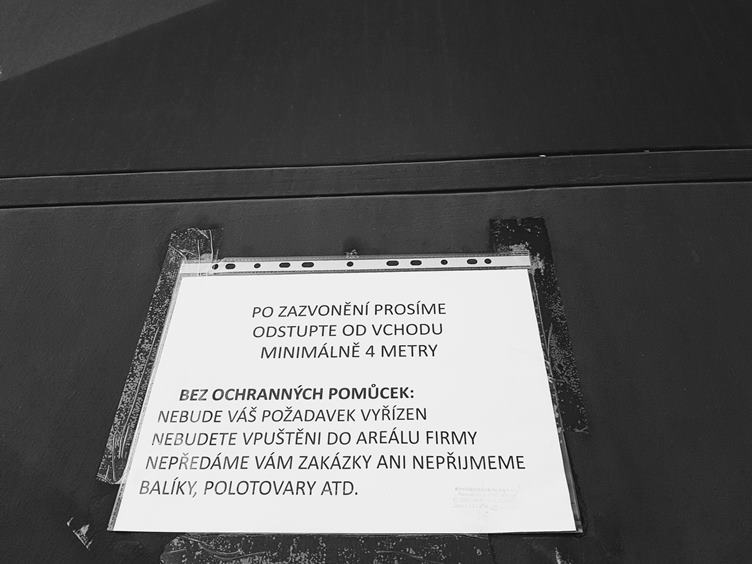 PO ZAZVONĚNÍ PROSÍME
ODSTUPTE OD VCHODU
MINIMÁLNĚ 4 METRY
BEZ OCHRANNÝCH POMŮCEK:
NEBUDE VÁŠ POŽADAVEK VYŘÍZEN
NEBUDETE VPUŠTĚNI DO AREÁLU FIRMY
NEPŘEDÁME VÁM ZAKÁZKY ANI NEPŘIJMEME
BALÍKY, POLOTOVARY ATD.